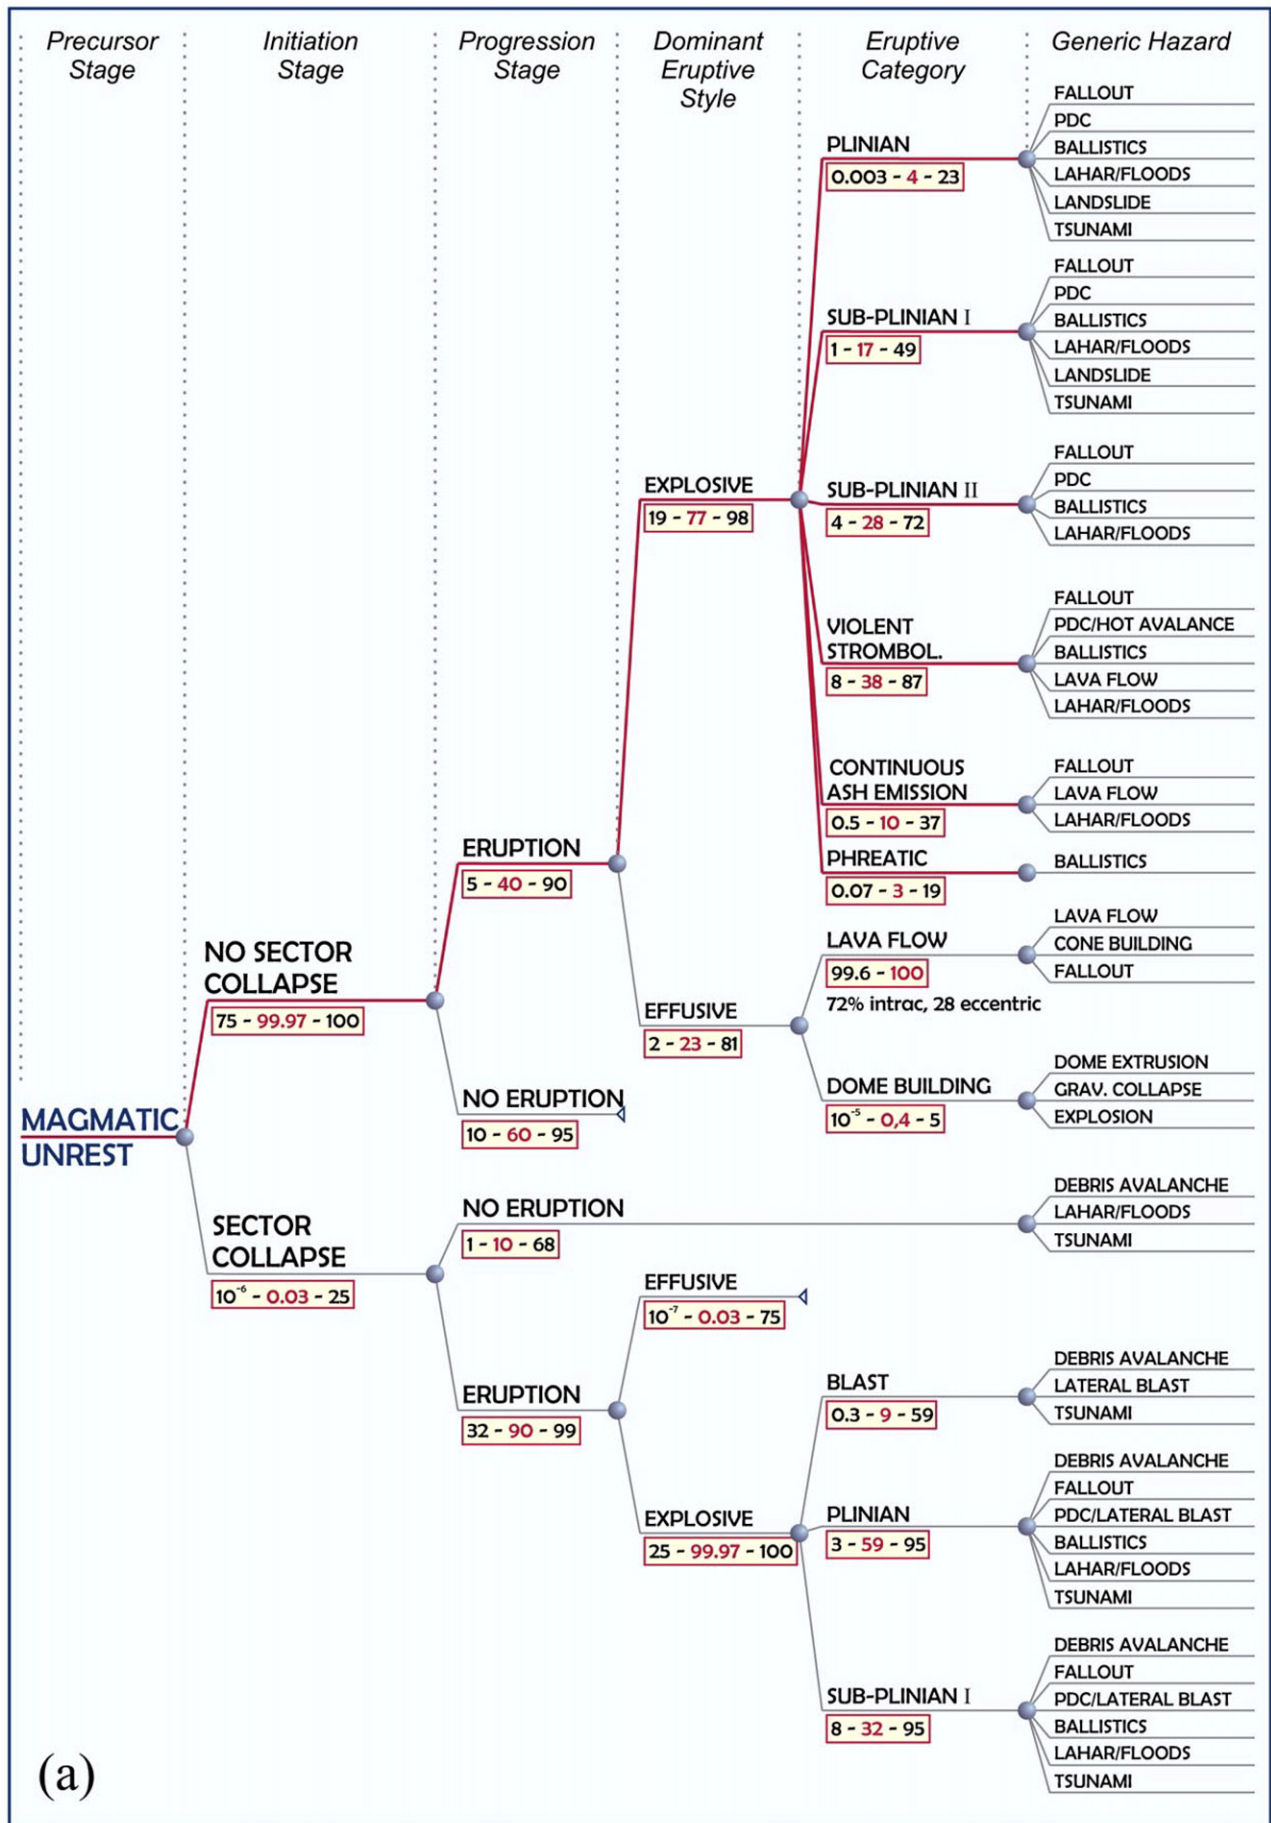 Precursor
Stage
Initiation
Stage
Progression
Stage
Dominant
Eruptive
Style
Eruptive
Category
Generic Hazard
PLINIAN
0.003 - 4 - 23
FALLOUT
PDC
BALLISTICS
LAHAR/FLOODS
LANDSLIDE
TSUNAMI
SUB-PLINIAN I
1 - 17 - 49
FALLOUT
PDC
BALLISTICS
LAHAR/FLOODS
LANDSLIDE
TSUNAMI
EXPLOSIVE
19 - 77 - 98
SUB-PLINIAN II
4 - 28 - 72
FALLOUT
PDC
BALLISTICS
LAHAR/FLOODS
VIOLENT
STROMBOL.
8 - 38 - 87
FALLOUT
PDC/HOT AVALANCE
BALLISTICS
LAVA FLOW
LAHAR/FLOODS
CONTINUOUS
ASH EMISSION
0.5 - 10 - 37
FALLOUT
LAVA FLOW
LAHAR/FLOODS
ERUPTION
5 - 40 - 90
PHREATIC
0.07 - 3 - 19
BALLISTICS
NO SECTOR
COLLAPSE
75 - 99.97 - 100
LAVA FLOW
99.6 - 100
72% intrac, 28 eccentric
LAVA FLOW
CONE BUILDING
FALLOUT
EFFUSIVE
2 - 23 - 81
DOME BUILDING
10⁻⁵ - 0,4 - 5
DOME EXTRUSION
GRAV. COLLAPSE
EXPLOSION
NO ERUPTION
10 - 60 - 95
MAGMATIC
UNREST
SECTOR
COLLAPSE
10⁻⁶ - 0.03 - 25
NO ERUPTION
1 - 10 - 68
DEBRIS AVALANCHE
LAHAR/FLOODS
TSUNAMI
EFFUSIVE
10⁻⁷ - 0.03 - 75
ERUPTION
32 - 90 - 99
BLAST
0.3 - 9 - 59
DEBRIS AVALANCHE
LATERAL BLAST
TSUNAMI
EXPLOSIVE
25 - 99.97 - 100
PLINIAN
3 - 59 - 95
DEBRIS AVALANCHE
FALLOUT
PDC/LATERAL BLAST
BALLISTICS
LAHAR/FLOODS
TSUNAMI
SUB-PLINIAN I
8 - 32 - 95
DEBRIS AVALANCHE
FALLOUT
PDC/LATERAL BLAST
BALLISTICS
LAHAR/FLOODS
TSUNAMI
(a)